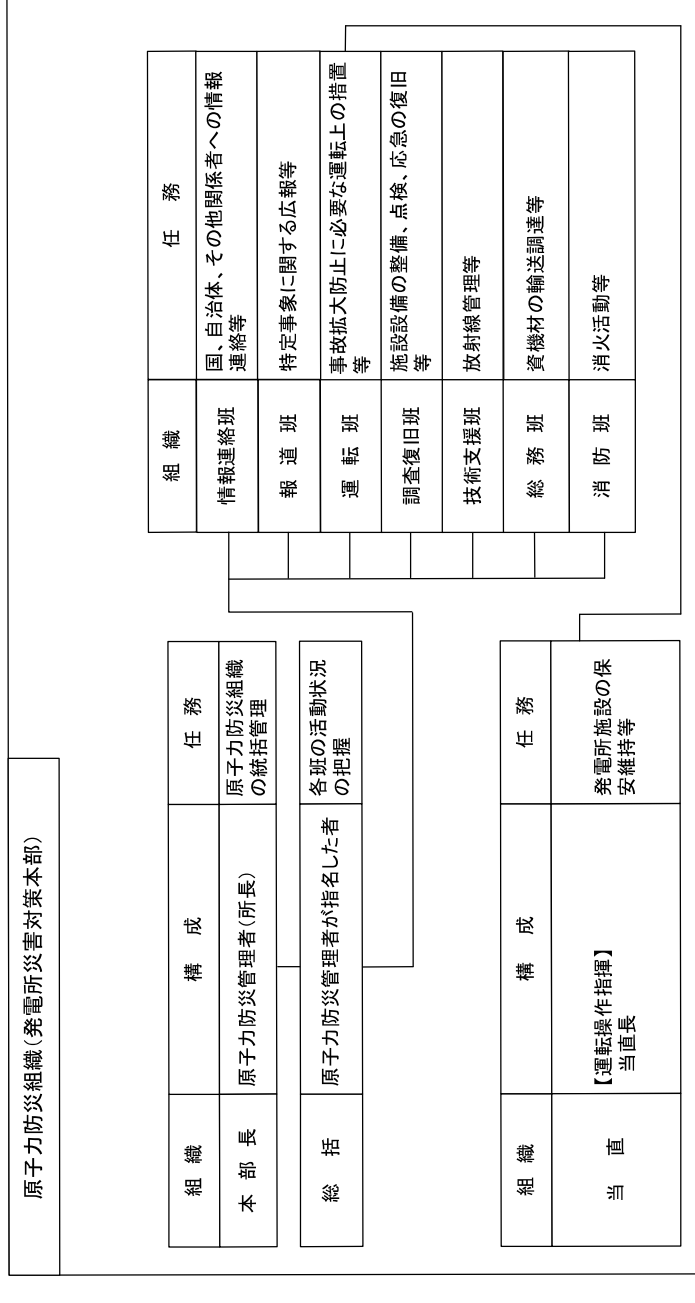 原子力防災組織（発電所災害対策本部）
組　織　構　成　任　務
本　部　長　原子力防災管理者（所長）　原子力防災組織
の統括管理
総　括　原子力防災管理者が指名した者　各班の活動状況
の把握
組　織　構　成　任　務
当　直　【運転操作指揮】
当直長　発電所施設の保
安維持等
組　織　任　務
情報連絡班　国、自治体、その他関係者への情報
連絡等
報　道　班　特定事象に関する広報等
運　転　班　事故拡大防止に必要な運転上の措置
等
調査復旧班　施設設備の整備、点検、応急の復旧
等
技術支援班　放射線管理等
総　務　班　資機材の輸送調達等
消　防　班　消火活動等